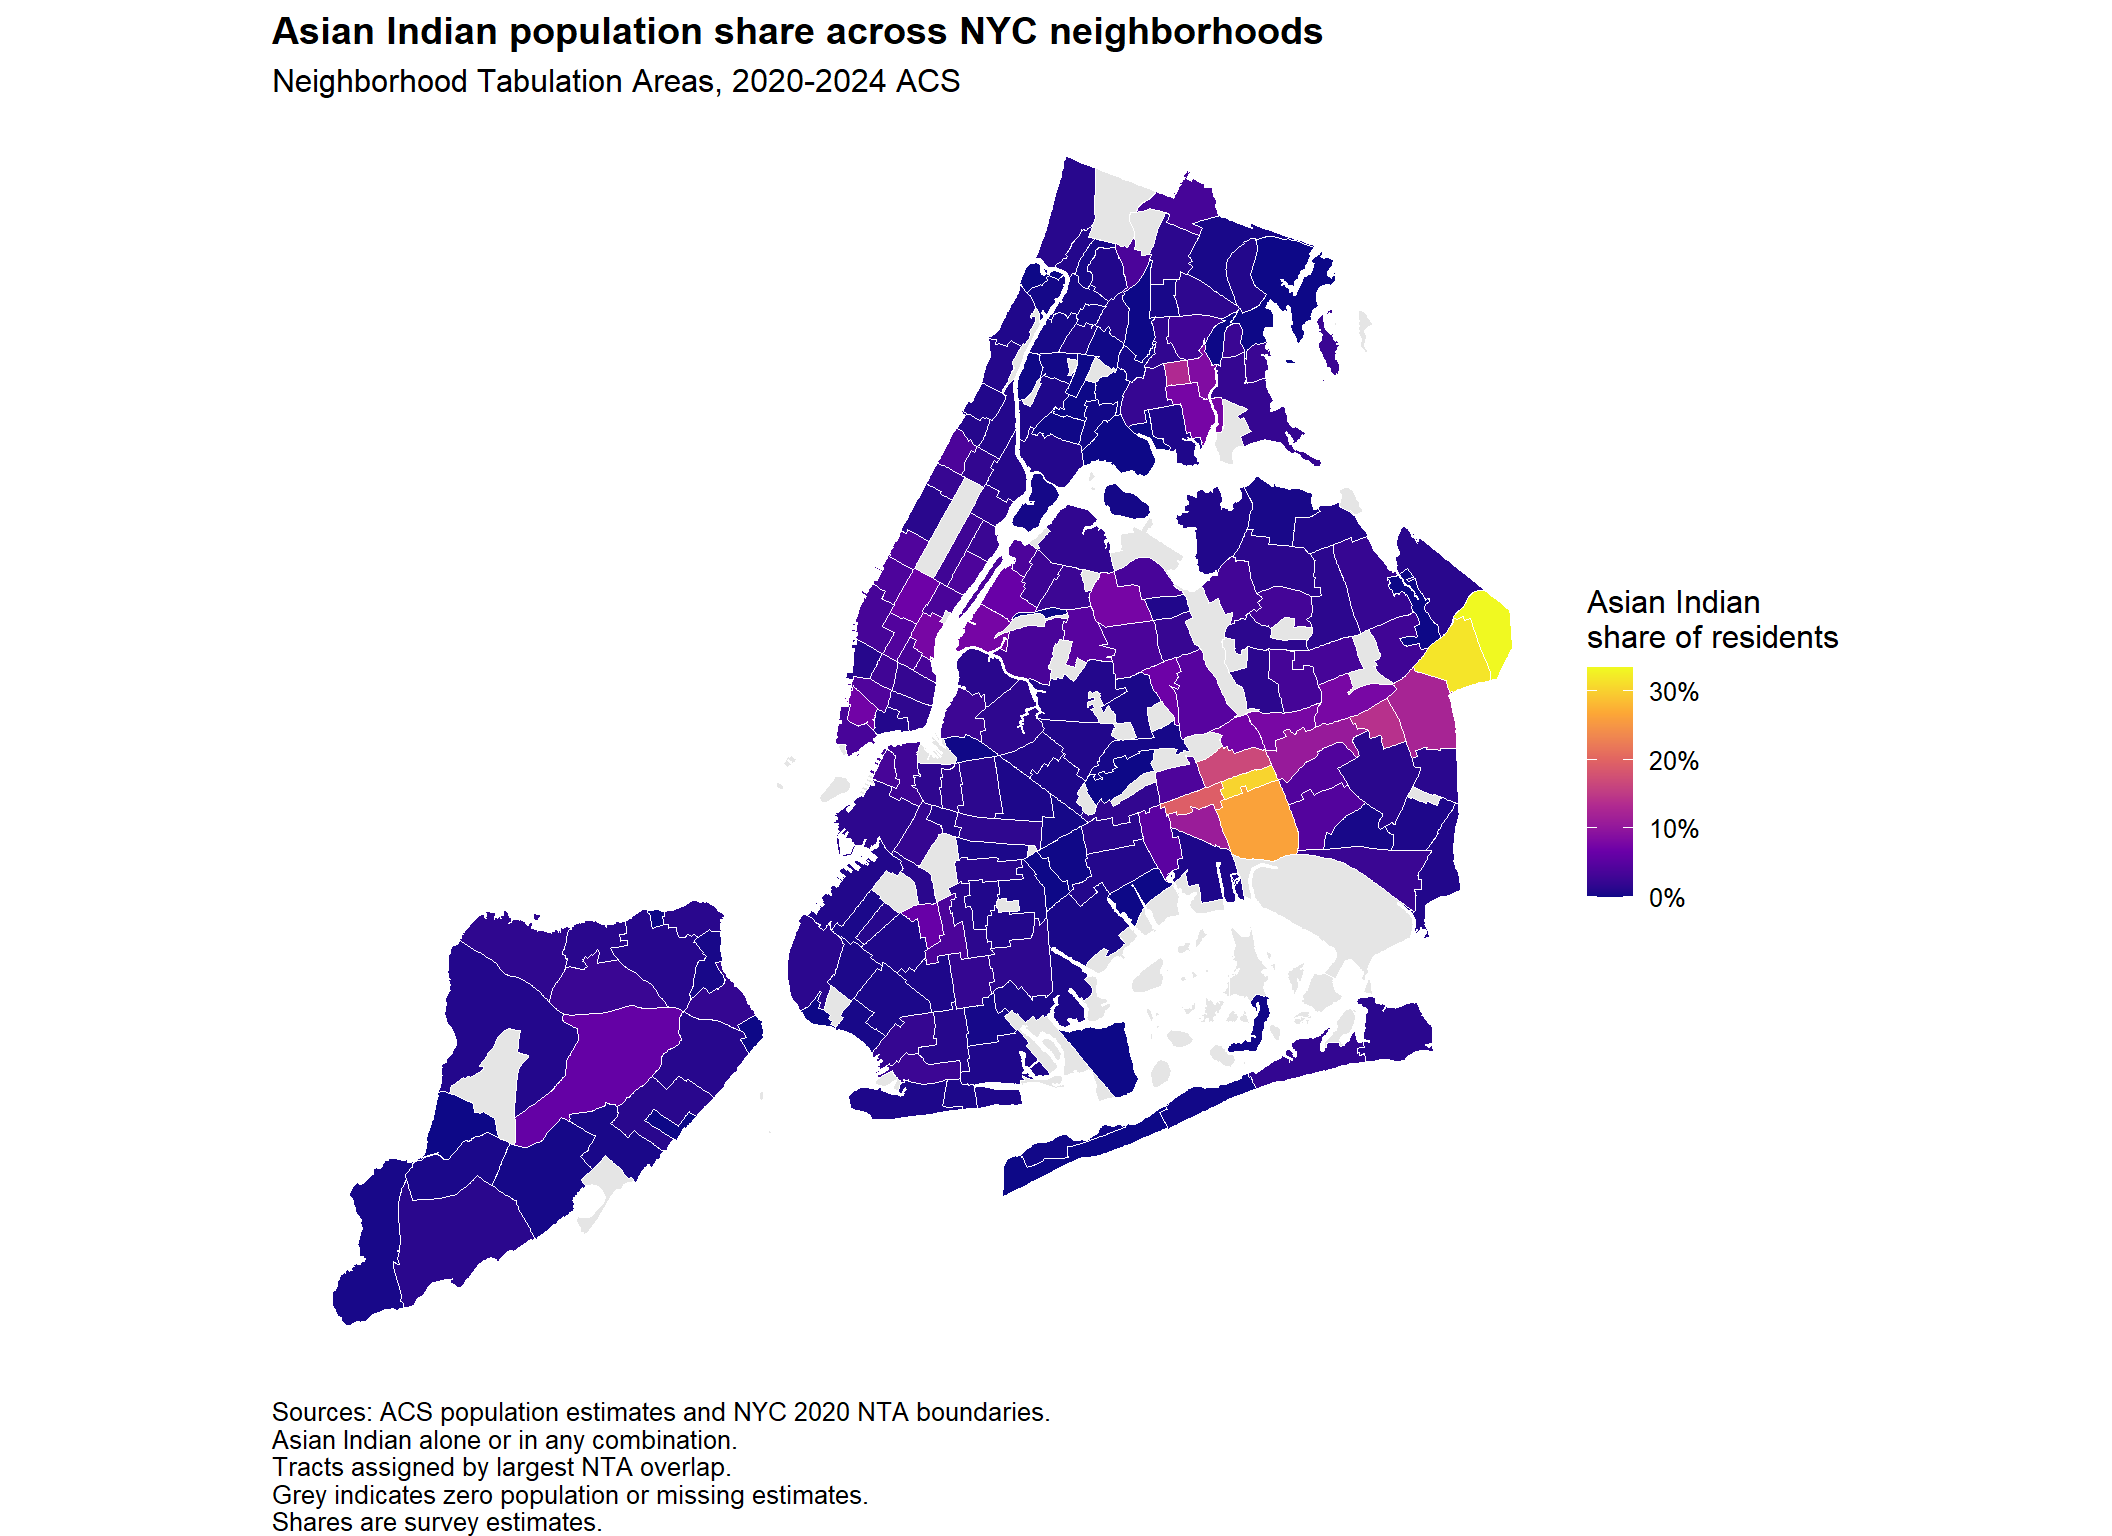 Asian Indian population share across NYC neighborhoods
Neighborhood Tabulation Areas, 2020-2024 ACS
Asian Indian
share of residents
30%
20%
10%
0%
Sources: ACS population estimates and NYC 2020 NTA boundaries.
Asian Indian alone or in any combination.
Tracts assigned by largest NTA overlap.
Grey indicates zero population or missing estimates.
Shares are survey estimates.